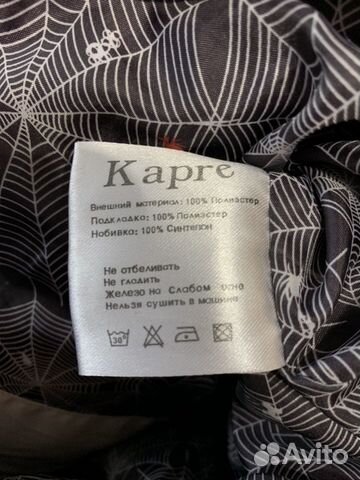 Kapre
Внешний материал: 100% Полиэстер
Подкладка: 100% Полиэстер
Нобивка: 100% Синтепон
Не отбеливать
Не гладить
Железо на Слабом огне
Нельзя сушить в машине
30°
Avito